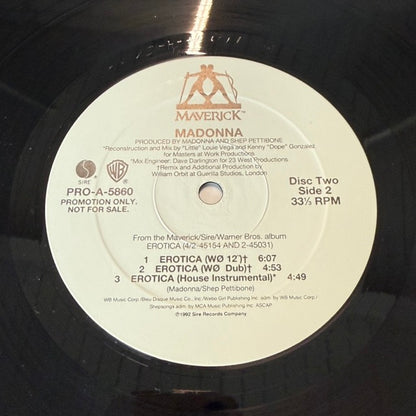 MAVERICK™
MADONNA
PRODUCED BY MADONNA AND SHEP PETTIBONE
*Reconstruction and Mix by "Little" Louie Vega and Kenny "Dope" Gonzalez
for Masters at Work Productions.
*Mix Engineer: Dave Darlington for 23 West Productions.
†Remix and Additional Production by
William Orbit at Guerilla Studios, London
SIRE
WB
PRO-A-5860
PROMOTION ONLY.
NOT FOR SALE.
Disc Two
Side 2
33⅓ RPM
From the Maverick/Sire/Warner Bros. album
EROTICA (4/2-45154 AND 2-45031)
1 EROTICA (WØ 12")† 6:07
2 EROTICA (WØ Dub)† 4:53
3 EROTICA (House Instrumental)* 4:49
(Madonna/Shep Pettibone)
WB Music Corp./Bleu Disque Music Co., Inc./Webo Girl Publishing Inc. adm. by WB Music Corp./
Shepsongs adm. by MCA Music Publishing Inc. ASCAP
℗1992 Sire Records Company